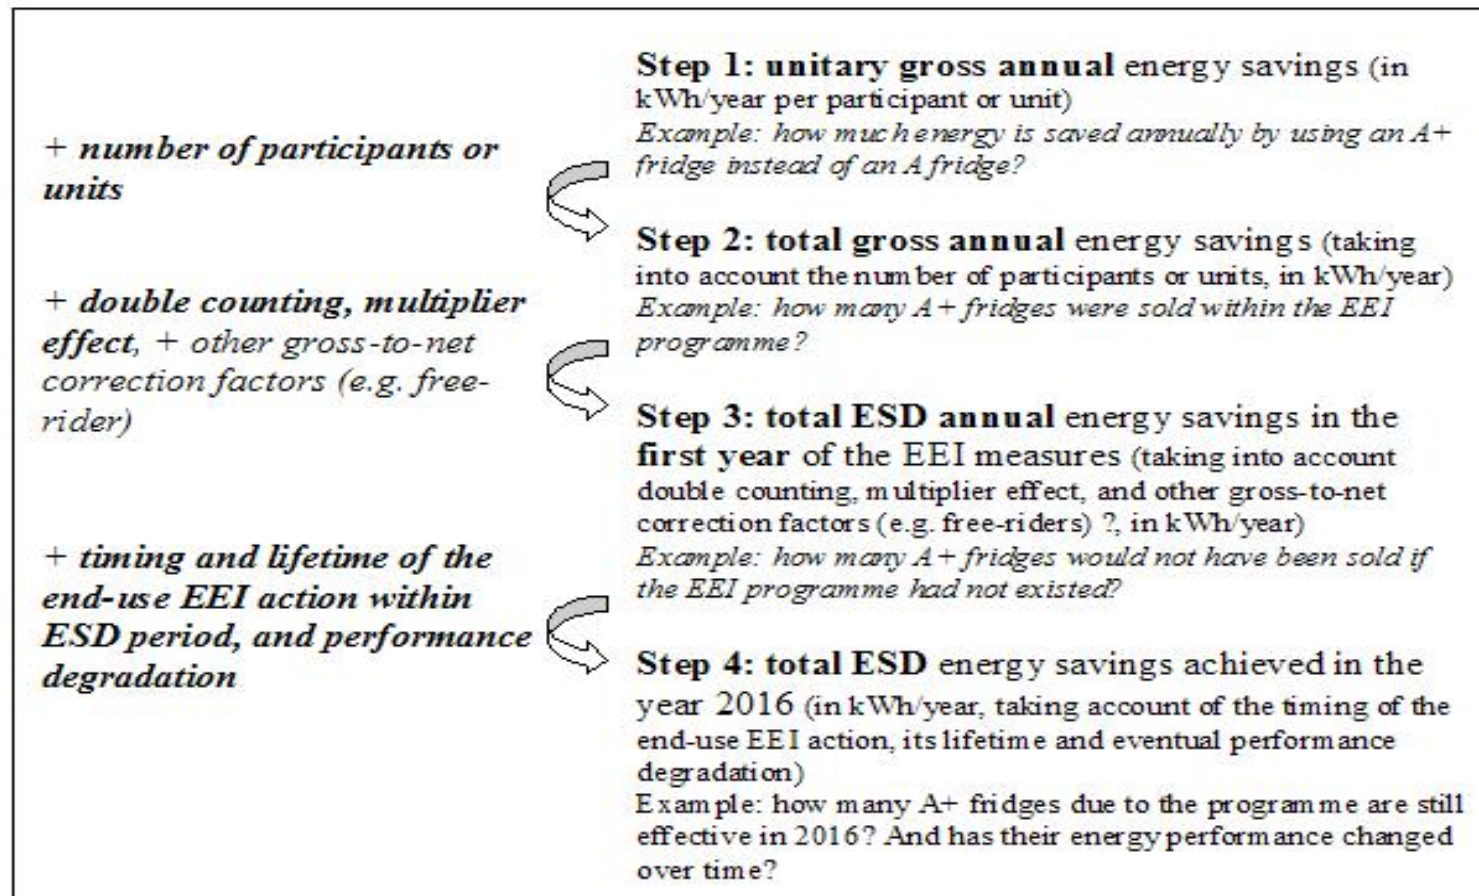 Step 1: unitary gross annual energy savings (in
kWh/year per participant or unit)
Example: how much energy is saved annually by using an A+
fridge instead of an A fridge?
+ number of participants or
units
Step 2: total gross annual energy savings (taking
into account the number of participants or units, in kWh/year)
Example: how many A+ fridges were sold within the EEI
programme?
+ double counting, multiplier
effect, + other gross-to-net
correction factors (e.g. free-
rider)
Step 3: total ESD annual energy savings in the
first year of the EEI measures (taking into account
double counting, multiplier effect, and other gross-to-net
correction factors (e.g. free-riders) ?, in kWh/year)
Example: how many A+ fridges would not have been sold if
the EEI programme had not existed?
+ timing and lifetime of the
end-use EEI action within
ESD period, and performance
degradation
Step 4: total ESD energy savings achieved in the
year 2016 (in kWh/year, taking account of the timing of the
end-use EEI action, its lifetime and eventual performance
degradation)
Example: how many A+ fridges due to the programme are still
effective in 2016? And has their energy performance changed
over time?